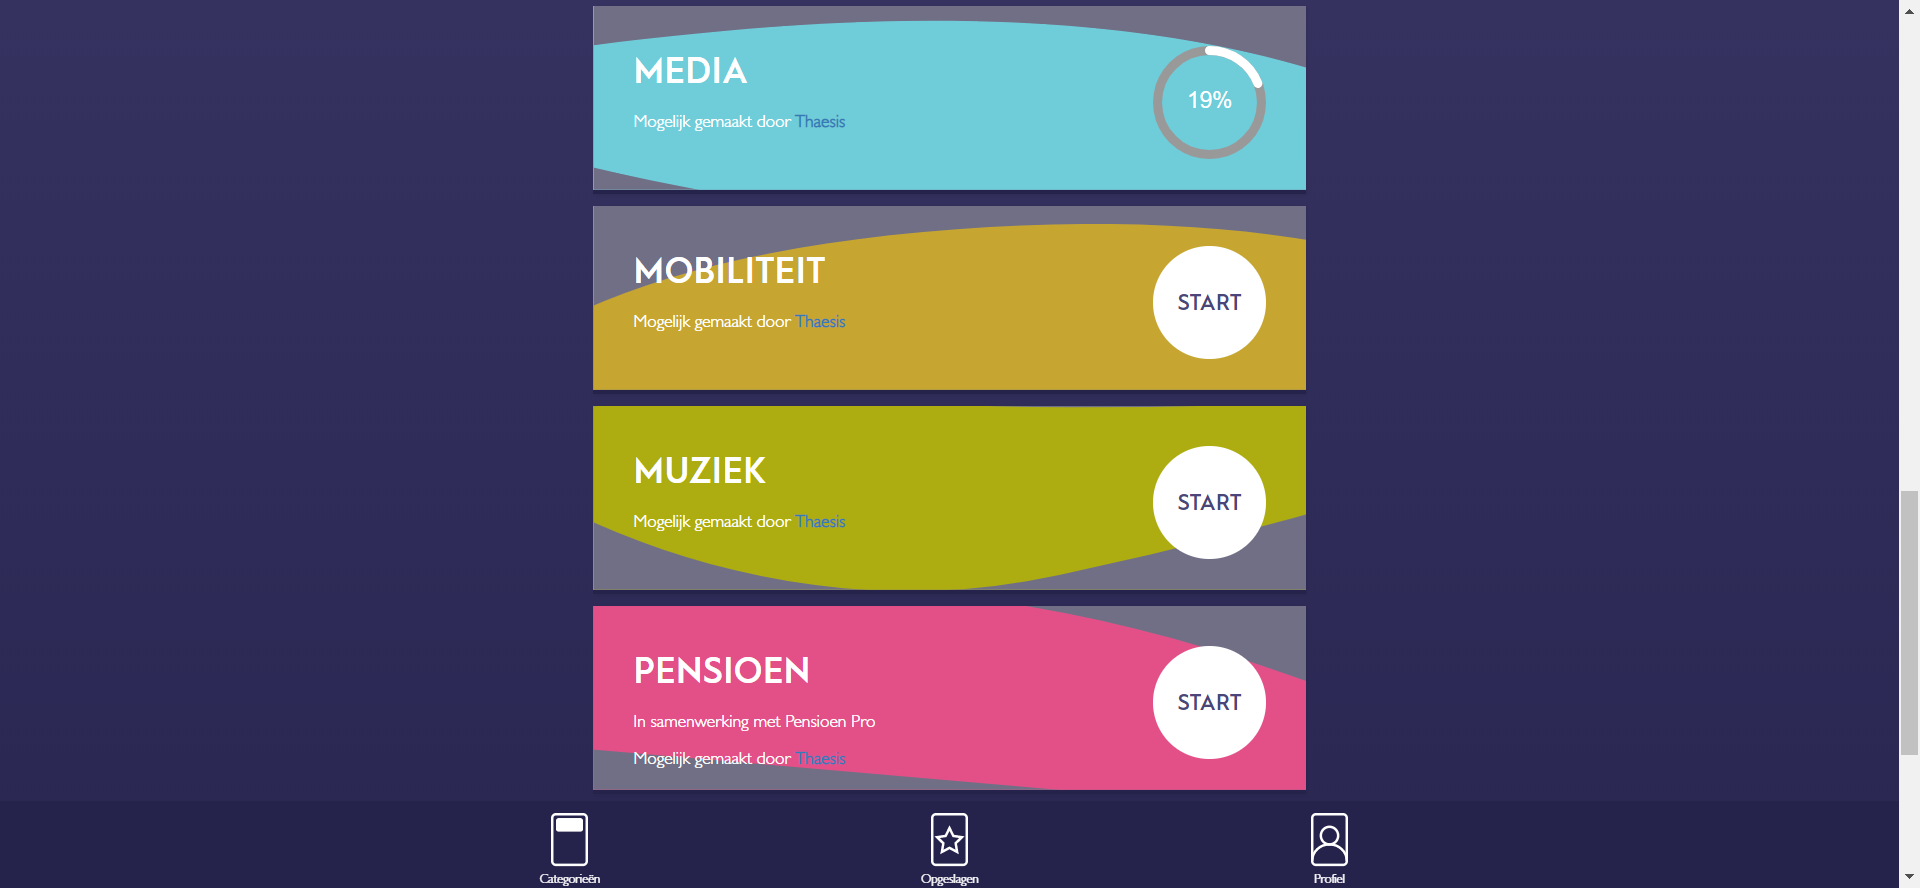 MEDIA
Mogelijk gemaakt door Thaesis
19%
MOBILITEIT
Mogelijk gemaakt door Thaesis
START
MUZIEK
Mogelijk gemaakt door Thaesis
START
PENSIOEN
In samenwerking met Pensioen Pro
Mogelijk gemaakt door Thaesis
START
Categorieën
Opgeslagen
Profiel